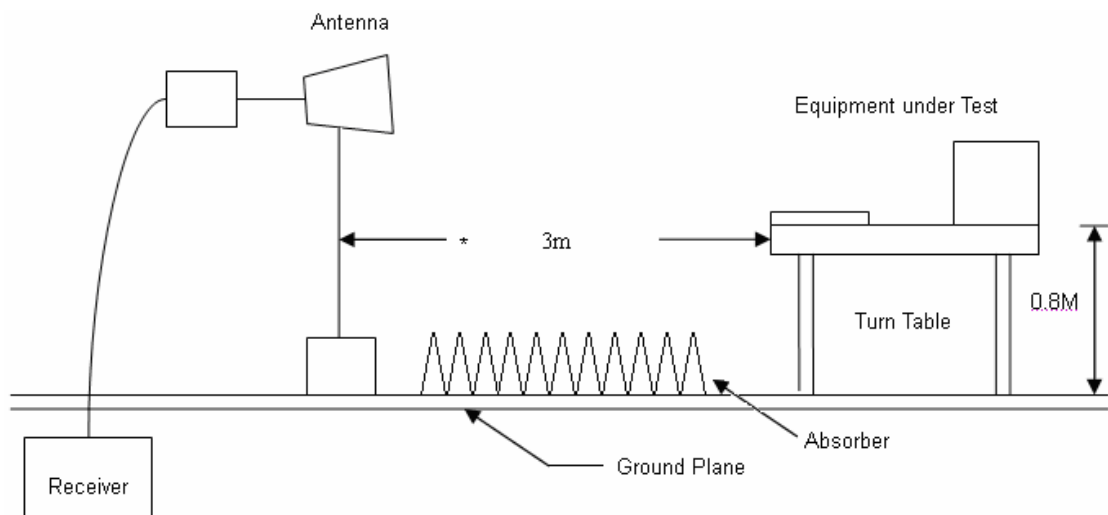 Antenna
Equipment under Test
* 3m
0.8M
Turn Table
Absorber
Ground Plane
Receiver